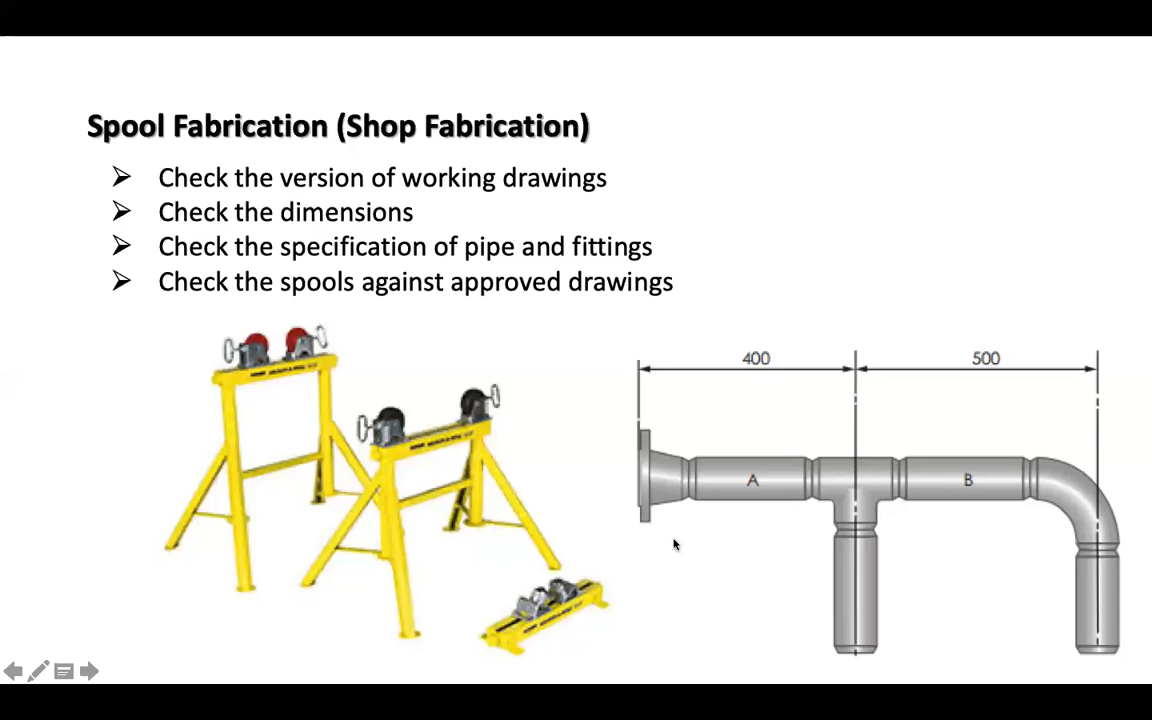 Spool Fabrication (Shop Fabrication)
➢ Check the version of working drawings
➢ Check the dimensions
➢ Check the specification of pipe and fittings
➢ Check the spools against approved drawings
400 500
A B